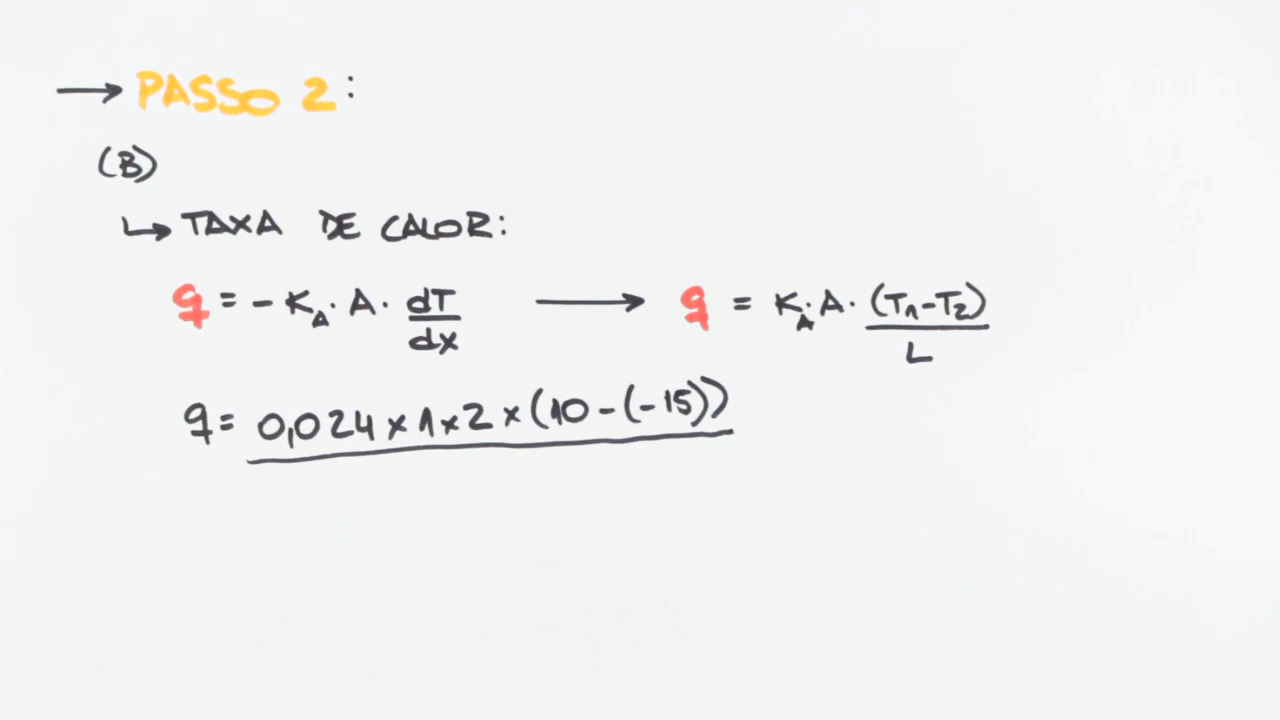 → PASSO 2:
(B)
↳ TAXA DE CALOR:
q = - K_A · A · dT/dx → q = K_A · A · (T1 - T2)/L
q = 0,024 × 1 × 2 × (10 - (-15))